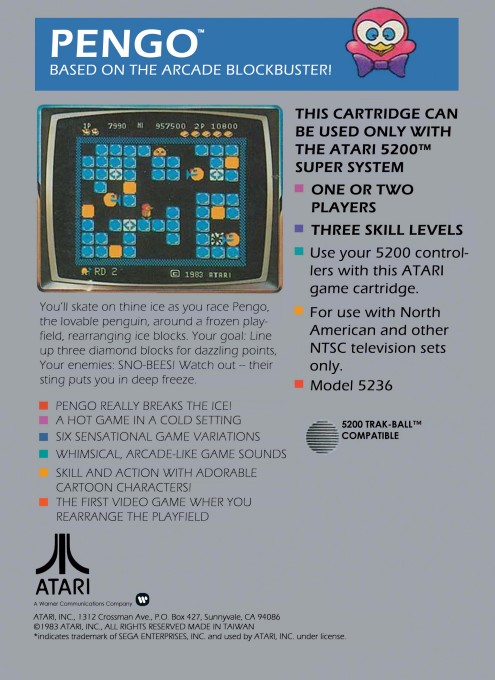 PENGO™
BASED ON THE ARCADE BLOCKBUSTER!
1P 7990 HI 957500 2P 10900
RD 2 © 1983 ATARI
THIS CARTRIDGE CAN
BE USED ONLY WITH
THE ATARI 5200™
SUPER SYSTEM
ONE OR TWO
PLAYERS
THREE SKILL LEVELS
Use your 5200 control-
lers with this ATARI
game cartridge.
For use with North
American and other
NTSC television sets
only.
Model 5236
5200 TRAK-BALL™
COMPATIBLE
You'll skate on thine ice as you race Pengo,
the lovable penguin, around a frozen play-
field, rearranging ice blocks. Your goal: Line
up three diamond blocks for dazzling points,
Your enemies: SNO-BEES! Watch out – their
sting puts you in deep freeze.
PENGO REALLY BREAKS THE ICE!
A HOT GAME IN A COLD SETTING
SIX SENSATIONAL GAME VARIATIONS
WHIMSICAL, ARCADE-LIKE GAME SOUNDS
SKILL AND ACTION WITH ADORABLE
CARTOON CHARACTERS!
THE FIRST VIDEO GAME WHER YOU
REARRANGE THE PLAYFIELD
ATARI
A Warner Communications Company
ATARI, INC., 1312 Crossman Ave., P.O. Box 427, Sunnyvale, CA 94086
©1983 ATARI, INC., ALL RIGHTS RESERVED MADE IN TAIWAN
*indicates trademark of SEGA ENTERPRISES, INC. and used by ATARI, INC. under license.